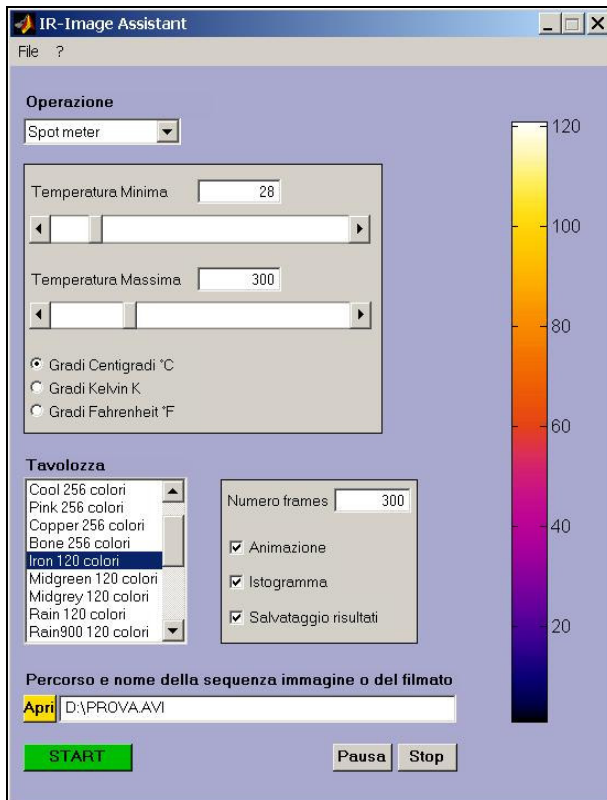 IR-Image Assistant
File ?
Operazione
Spot meter
Temperatura Minima 28
Temperatura Massima 300
Gradi Centigradi °C
Gradi Kelvin K
Gradi Fahrenheit °F
Tavolozza
Cool 256 colori
Pink 256 colori
Copper 256 colori
Bone 256 colori
Iron 120 colori
Midgreen 120 colori
Midgrey 120 colori
Rain 120 colori
Rain900 120 colori
Numero frames 300
Animazione
Istogramma
Salvataggio risultati
Percorso e nome della sequenza immagine o del filmato
Apri D:\PROVA.AVI
START Pausa Stop
120
100
80
60
40
20